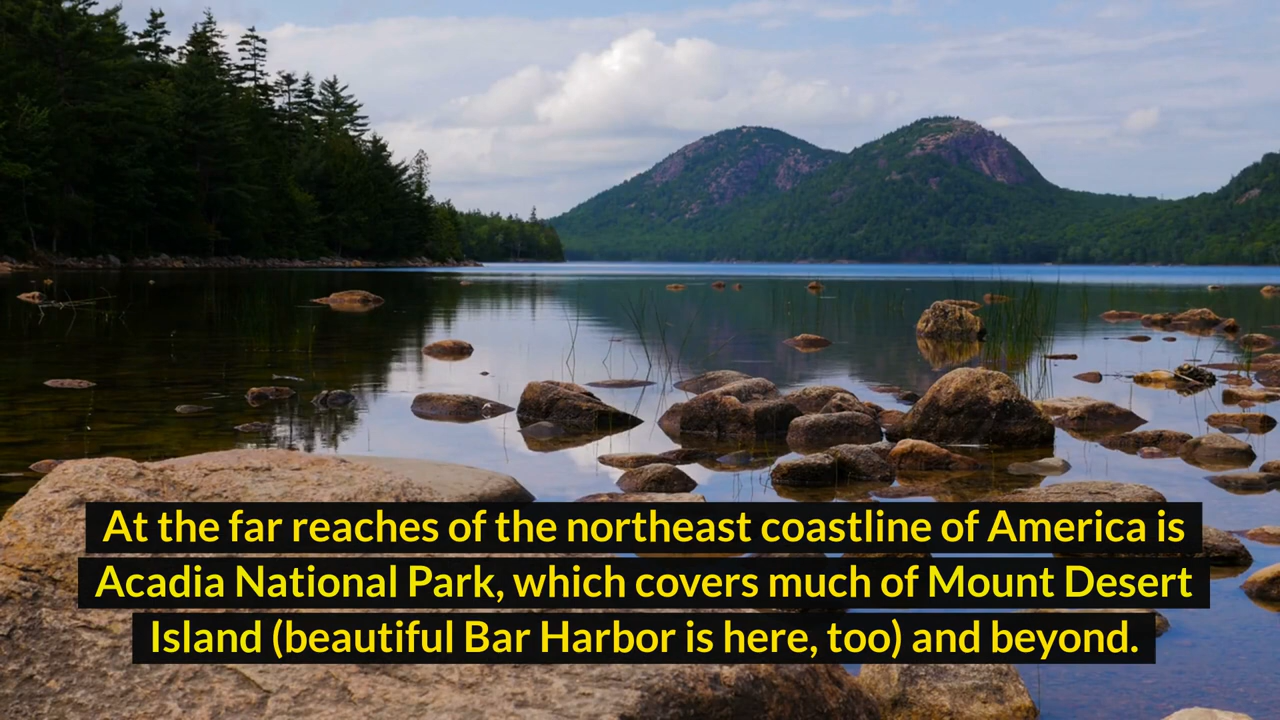 At the far reaches of the northeast coastline of America is
Acadia National Park, which covers much of Mount Desert
Island (beautiful Bar Harbor is here, too) and beyond.